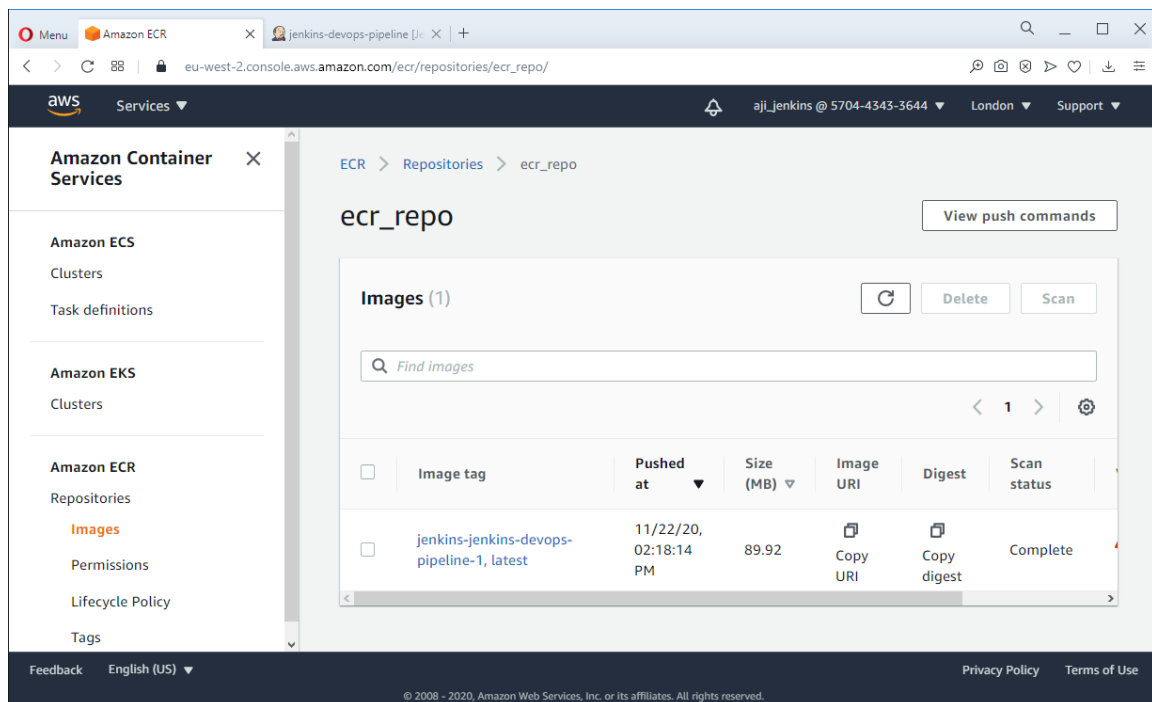 Menu
Amazon ECR
jenkins-devops-pipeline [Je
eu-west-2.console.aws.amazon.com/ecr/repositories/ecr_repo/
aws
Services
aji_jenkins @ 5704-4343-3644
London
Support
Amazon Container
Services
Amazon ECS
Clusters
Task definitions
Amazon EKS
Clusters
Amazon ECR
Repositories
Images
Permissions
Lifecycle Policy
Tags
ECR > Repositories > ecr_repo
ecr_repo
View push commands
Images (1)
Delete
Scan
Find images
1
Image tag
Pushed
at
Size
(MB)
Image
URI
Digest
Scan
status
jenkins-jenkins-devops-
pipeline-1, latest
11/22/20,
02:18:14
PM
89.92
Copy
URI
Copy
digest
Complete
Feedback
English (US)
Privacy Policy
Terms of Use
© 2008 - 2020, Amazon Web Services, Inc. or its affiliates. All rights reserved.